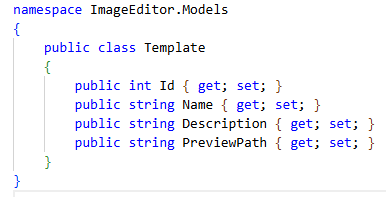 namespace ImageEditor.Models
{
    public class Template
    {
        public int Id { get; set; }
        public string Name { get; set; }
        public string Description { get; set; }
        public string PreviewPath { get; set; }
    }
}